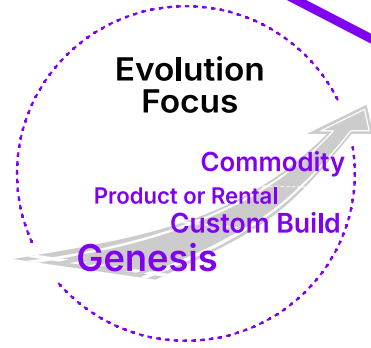 Evolution
Focus
Commodity
Product or Rental
Custom Build
Genesis